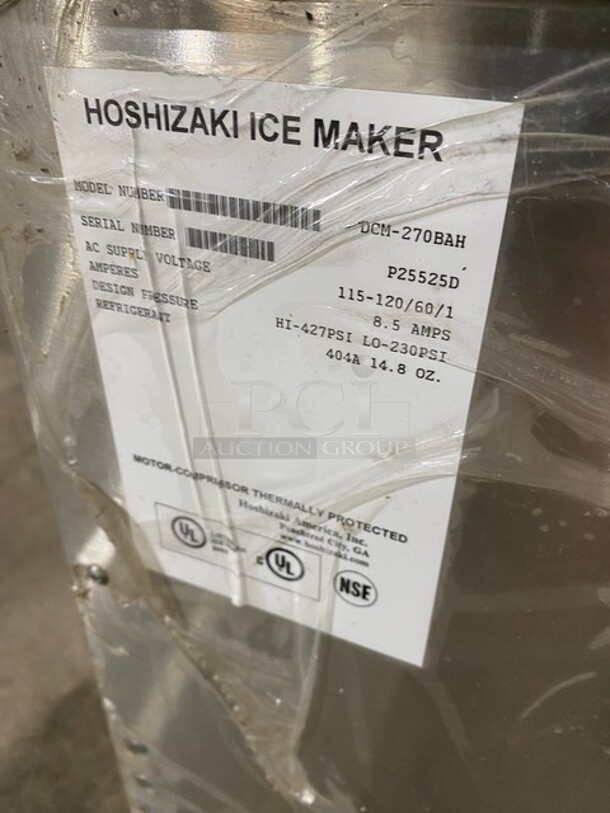 HOSHIZAKI ICE MAKER
MODEL NUMBER DCM-270BAH
SERIAL NUMBER P25525D
AC SUPPLY VOLTAGE 115-120/60/1
AMPERES 8.5 AMPS
DESIGN PRESSURE HI-427PSI LO-230PSI
REFRIGERANT 404A 14.8 OZ.
PCI
AUCTION GROUP
MOTOR-COMPRESSOR THERMALLY PROTECTED
Hoshizaki America, Inc.
Peachtree City, GA
www.hoshizaki.com
UL
c UL
NSF